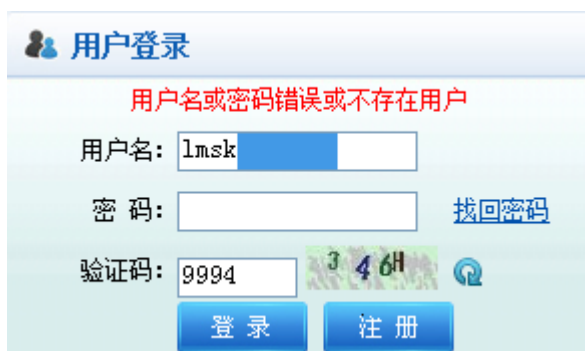 用户登录
用户名或密码错误或不存在用户
用户名: lmsk
密 码: 找回密码
验证码: 9994 346H
登 录 注 册